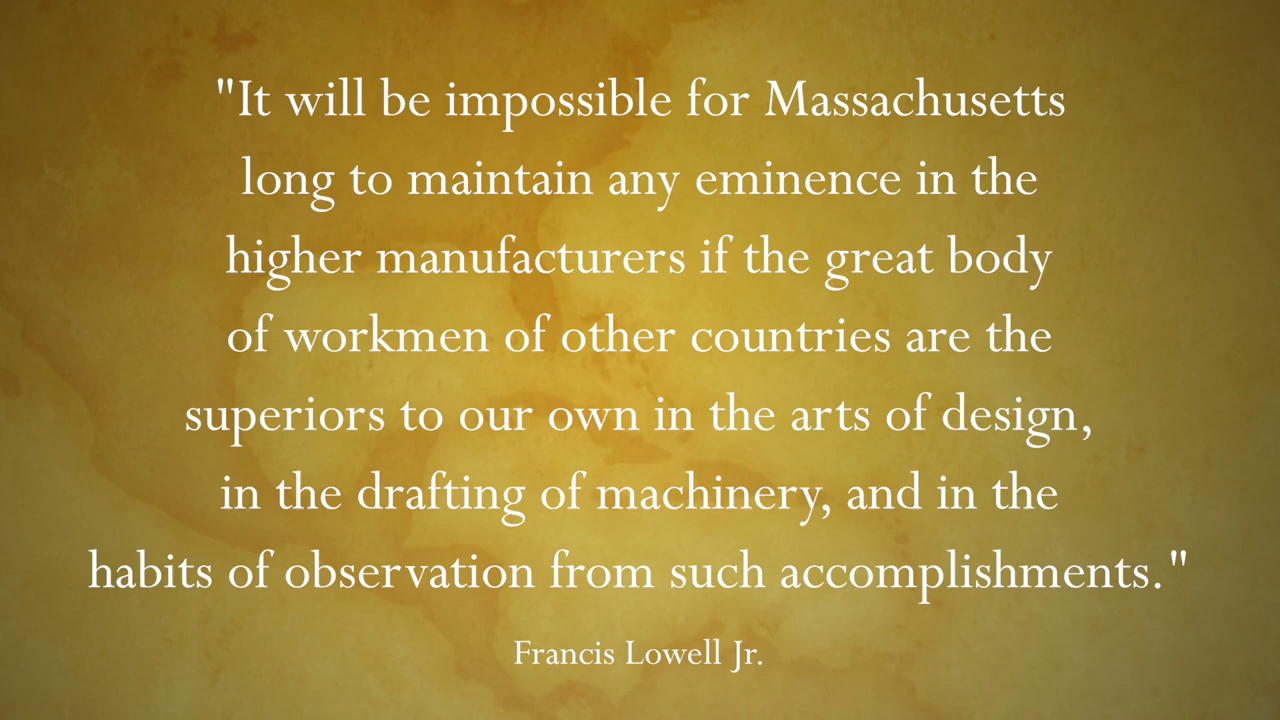 "It will be impossible for Massachusetts
long to maintain any eminence in the
higher manufacturers if the great body
of workmen of other countries are the
superiors to our own in the arts of design,
in the drafting of machinery, and in the
habits of observation from such accomplishments."
Francis Lowell Jr.